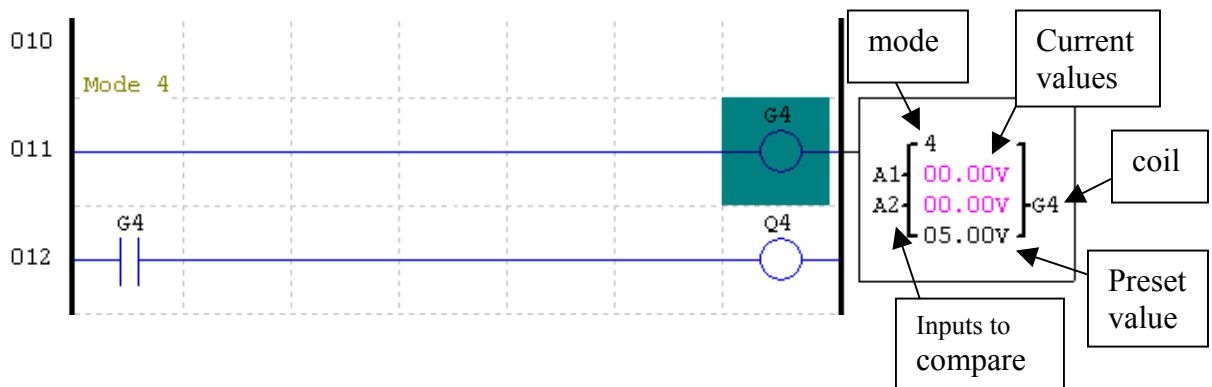 010
Mode 4
011
G4
012
G4
Q4
mode
Current
values
4
A1
00.00V
A2
00.00V
G4
05.00V
coil
Preset
value
Inputs to
compare